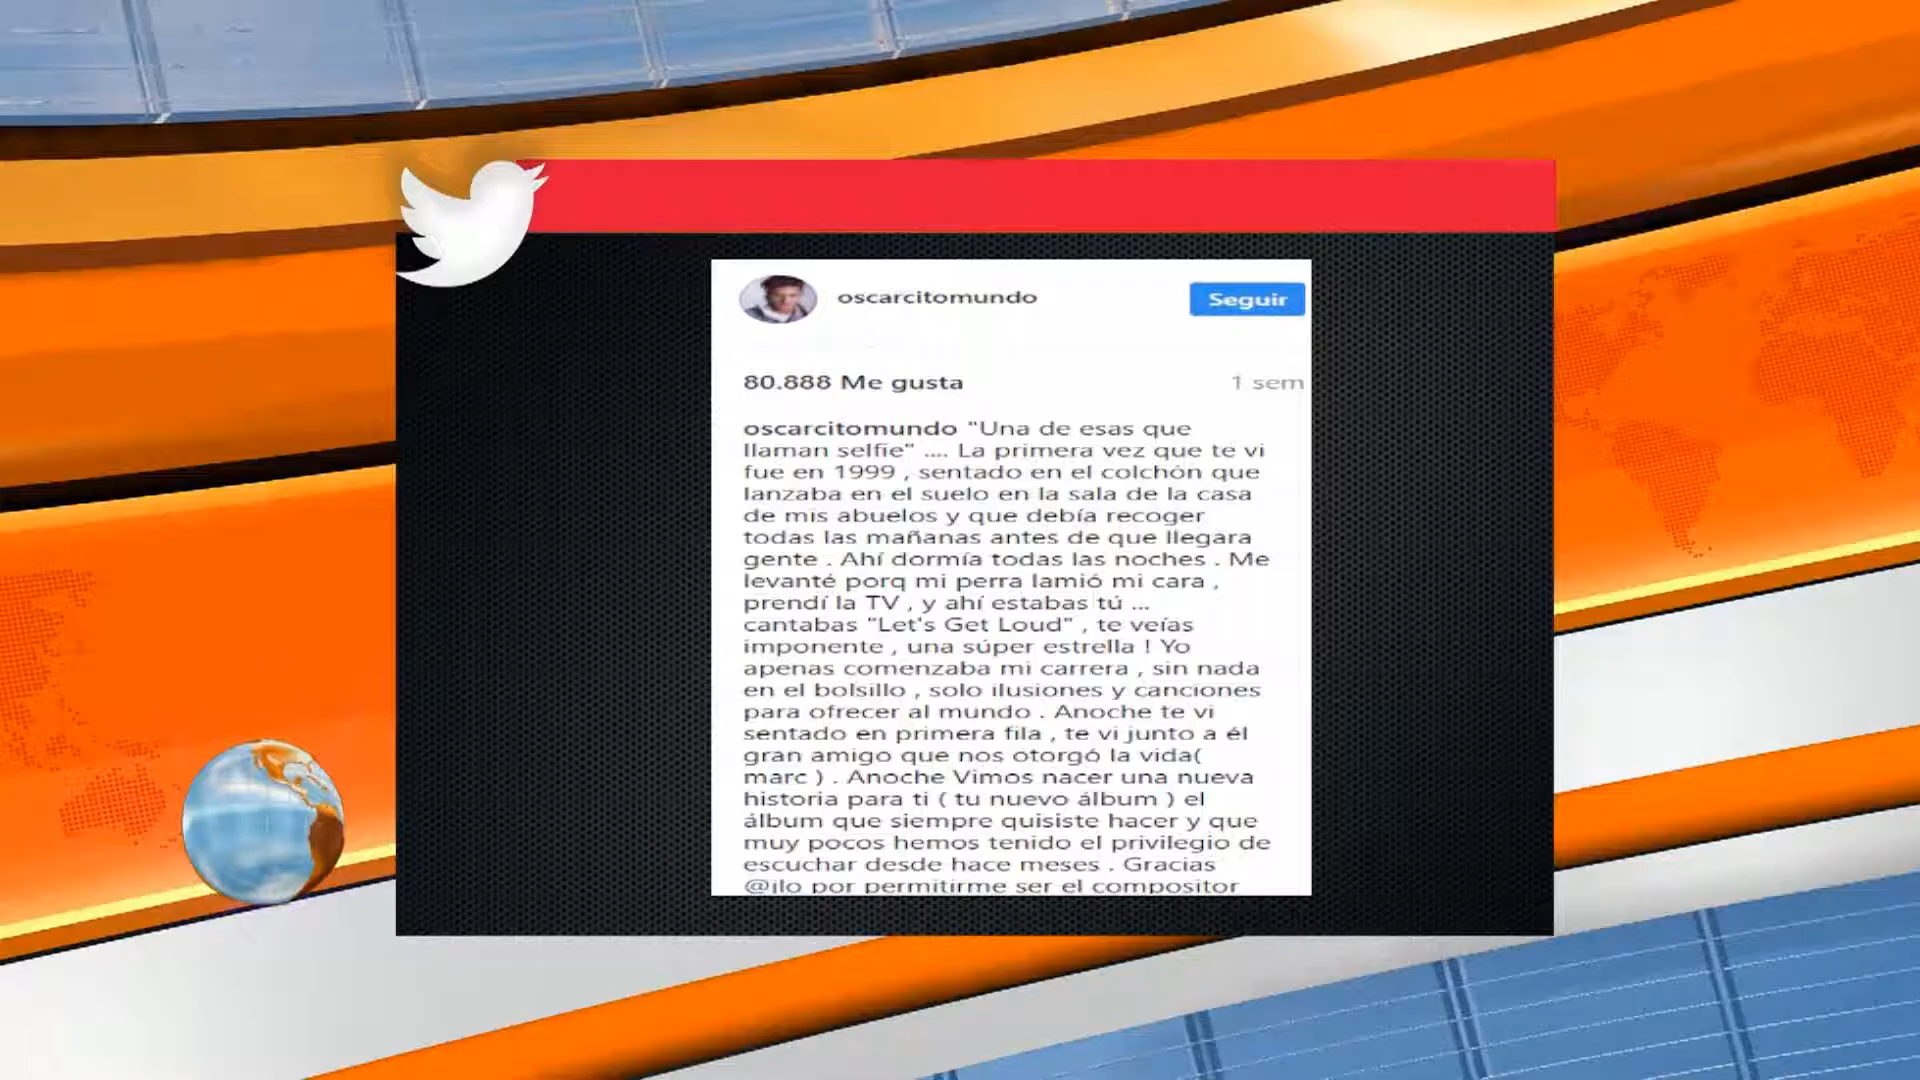 oscarcitomundo
Seguir
80.888 Me gusta
1 sem
oscarcitomundo "Una de esas que
llaman selfie" .... La primera vez que te vi
fue en 1999 , sentado en el colchón que
lanzaba en el suelo en la sala de la casa
de mis abuelos y que debía recoger
todas las mañanas antes de que llegara
gente . Ahí dormía todas las noches . Me
levanté porq mi perra lamió mi cara ,
prendí la TV , y ahí estabas tú ...
cantabas "Let's Get Loud" , te veías
imponente , una súper estrella ! Yo
apenas comenzaba mi carrera , sin nada
en el bolsillo , solo ilusiones y canciones
para ofrecer al mundo . Anoche te vi
sentado en primera fila , te vi junto a él
gran amigo que nos otorgó la vida(
marc ) . Anoche Vimos nacer una nueva
historia para ti ( tu nuevo álbum ) el
álbum que siempre quisiste hacer y que
muy pocos hemos tenido el privilegio de
escuchar desde hace meses . Gracias
@jlo por permitirme ser el compositor